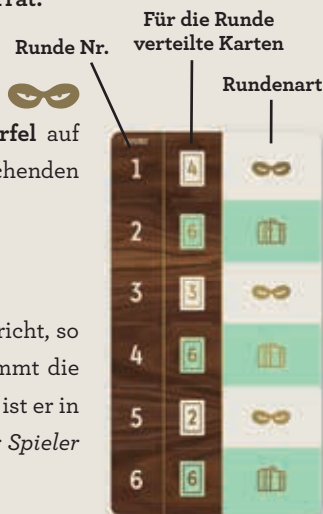 rrat.
Für die Runde
Runde Nr. verteilte Karten
Rundenart
rfel auf
chenden
1 4
2 6
3 3
richt, so
4 6
mmt die
ist er in
5 2
Spieler
6 6